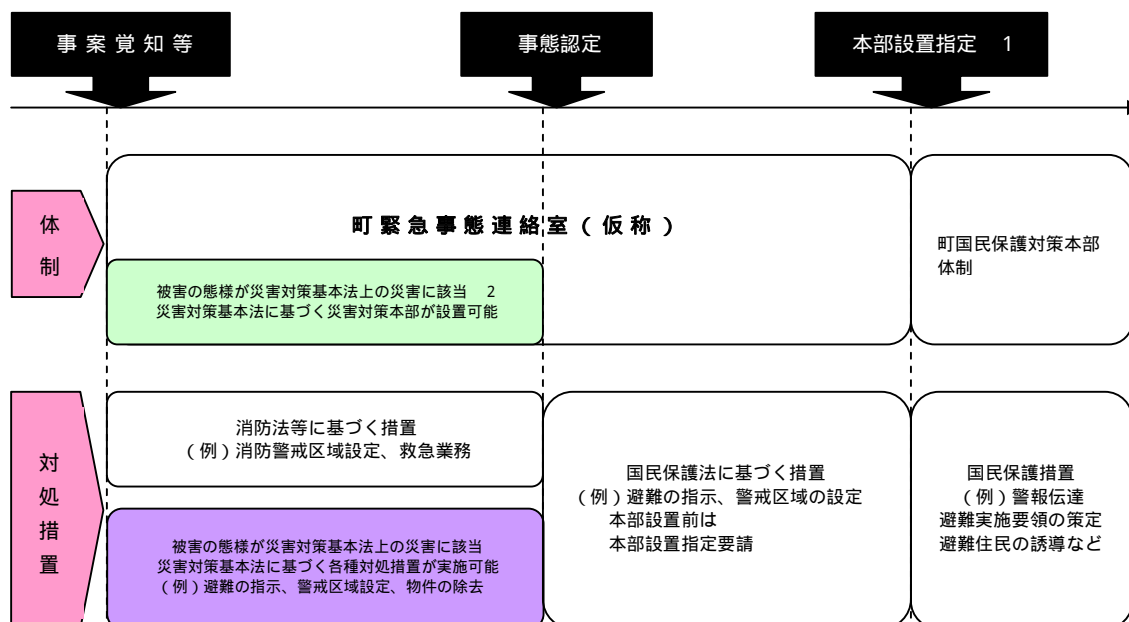 事案覚知等
事態認定
本部設置指定 1
体制
町緊急事態連絡室(仮称)
被害の態様が災害対策基本法上の災害に該当 2
災害対策基本法に基づく災害対策本部が設置可能
町国民保護対策本部
体制
対処措置
消防法等に基づく措置
(例)消防警戒区域設定、救急業務
被害の態様が災害対策基本法上の災害に該当
災害対策基本法に基づく各種対処措置が実施可能
(例)避難の指示、警戒区域設定、物件の除去
国民保護法に基づく措置
(例)避難の指示、警戒区域の設定
本部設置前は
本部設置指定要請
国民保護措置
(例)警報伝達
避難実施要領の策定
避難住民の誘導など